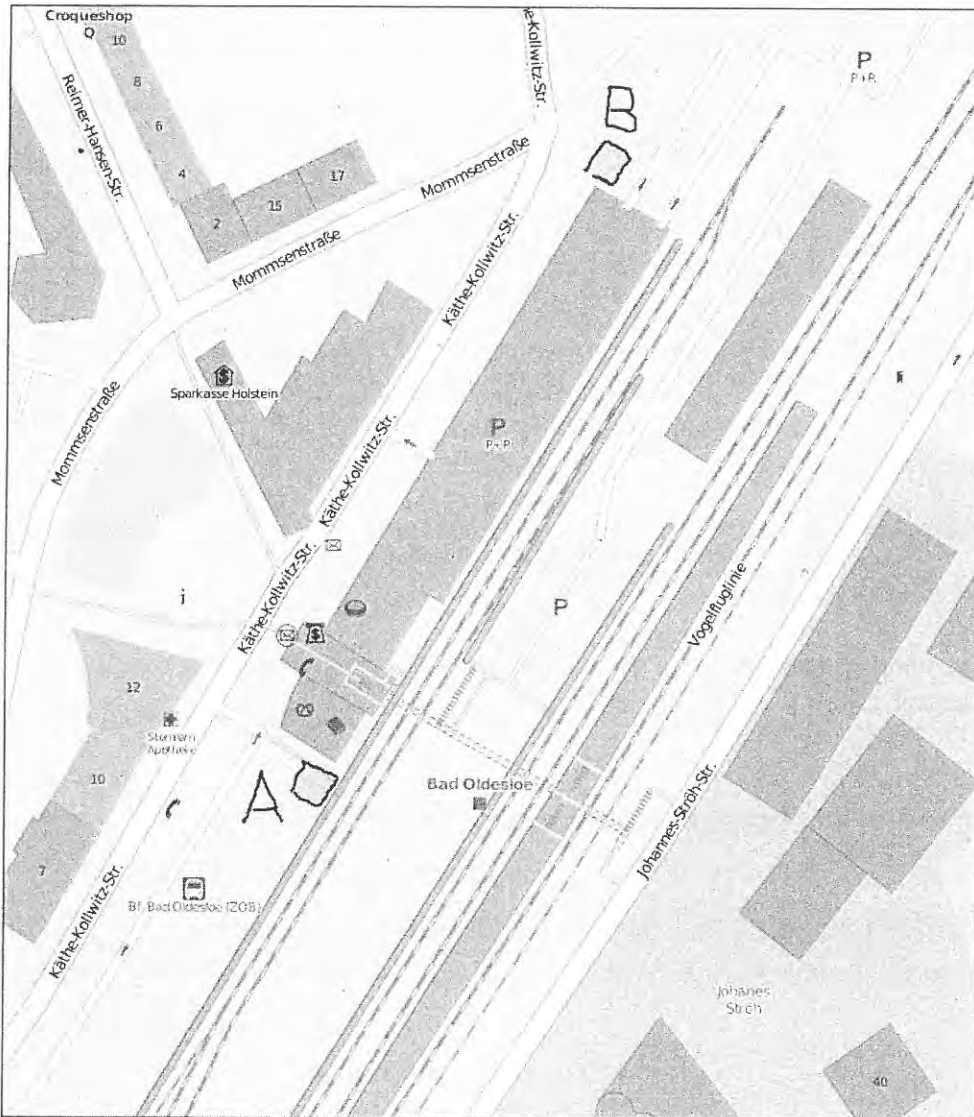 Croqueshop
10
8
6
4
2
15
17
Reimer-Hansen-Str.
Mommsenstraße
Mommsenstraße
Käthe-Kollwitz-Str.
B
P
P+R
Käthe-Kollwitz-Str.
Sparkasse Holstein
Mommsenstraße
P
P+R
Käthe-Kollwitz-Str.
Käthe-Kollwitz-Str.
i
P
Vogelfluglinie
12
Apotheke
10
A
Bad Oldesloe
7
Johannes-Ströh-Str.
Bf. Bad Oldesloe (ZOB)
Käthe-Kollwitz-Str.
Johanes
Ströh
40